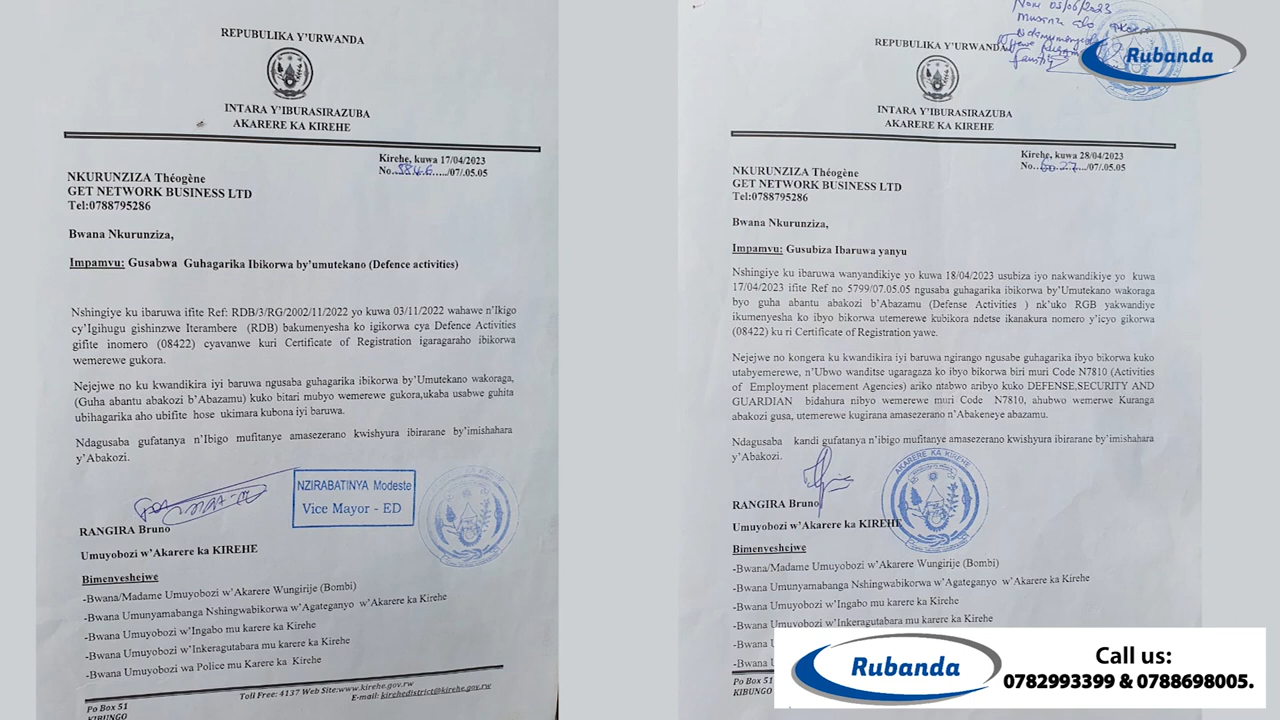 REPUBULIKA Y'URWANDA
INTARA Y'IBURASIRAZUBA
AKARERE KA KIREHE
Kirehe, kuwa 17/04/2023
No..5846...../07/.05.05
NKURUNZIZA Théogène
GET NETWORK BUSINESS LTD
Tel:0788795286
Bwana Nkurunziza,
Impamvu: Gusabwa Guhagarika Ibikorwa by'umutekano (Defence activities)
Nshingiye ku ibaruwa ifite Ref: RDB/3/RG/2002/11/2022 yo kuwa 03/11/2022 wahawe n'Ikigo
cy'Igihugu gishinzwe Iterambere (RDB) bakumenyesha ko igikorwa cya Defence Activities
gifite inomero (08422) cyavanwe kuri Certificate of Registration igaragaraho ibikorwa
wemerewe gukora.
Nejejwe no ku kwandikira iyi baruwa ngusaba guhagarika ibikorwa by'Umutekano wakoraga,
(Guha abantu abakozi b'Abazamu) kuko bitari mubyo wemerewe gukora,ukaba usabwe guhita
ubihagarika aho ubifite hose ukimara kubona iyi baruwa.
Ndagusaba gufatanya n'Ibigo mufitanye amasezerano kwishyura ibirarane by'imishahara
y'Abakozi.
NZIRABATINYA Modeste
Vice Mayor - ED
RANGIRA Bruno
Umuyobozi w'Akarere ka KIREHE
Bimenyeshejwe
-Bwana/Madame Umuyobozi w'Akarere Wungirije (Bombi)
-Bwana Umunyamabanga Nshingwabikorwa w'Agateganyo w'Akarere ka Kirehe
-Bwana Umuyobozi w'Ingabo mu karere ka Kirehe
-Bwana Umuyobozi w'Inkeragutabara mu karere ka Kirehe
-Bwana Umuyobozi wa Police mu Karere ka Kirehe
Toll Free: 4137 Web Site:www.kirehe.gov.rw
E-mail: kirehedistrict@kirehe.gov.rw
Po Box 51
KIBUNGO
05/06/2023
Rubanda
REPUBULIKA Y'URWANDA
INTARA Y'IBURASIRAZUBA
AKARERE KA KIREHE
Kirehe, kuwa 28/04/2023
No..../07/.05.05
NKURUNZIZA Théogène
GET NETWORK BUSINESS LTD
Tel:0788795286
Bwana Nkurunziza,
Impamvu: Gusubiza Ibaruwa yanyu
Nshingiye ku ibaruwa wanyandikiye yo kuwa 18/04/2023 usubiza iyo nakwandikiye yo kuwa
17/04/2023 ifite Ref no 5799/07.05.05 ngusaba guhagarika ibikorwa by'Umutekano wakoraga
byo guha abantu abakozi b'Abazamu (Defense Activities ) nk'uko RGB yakwandiye
ikumenyesha ko ibyo bikorwa utemerewe kubikora ndetse ikanakura nomero y'icyo gikorwa
(08422) ku ri Certificate of Registration yawe.
Nejejwe no kongera ku kwandikira iyi baruwa ngirango ngusabe guhagarika ibyo bikorwa kuko
utabyemerewe, n'Ubwo wanditse ugaragaza ko ibyo bikorwa biri muri Code N7810 (Activities
of Employment placement Agencies) ariko ntabwo aribyo kuko DEFENSE,SECURITY AND
GUARDIAN bidahura nibyo wemerewe muri Code N7810, ahubwo wemerwe Kuranga
abakozi gusa, utemerewe kugirana amasezerano n'Abakeneye abazamu.
Ndagusaba kandi gufatanya n'ibigo mufitanye amasezerano kwishyura ibirarane by'imishahara
y'Abakozi.
AKARERE KA KIREHE
RANGIRA Bruno
Umuyobozi w'Akarere ka KIREHE
Bimenyeshejwe
-Bwana/Madame Umuyobozi w'Akarere Wungirije (Bombi)
-Bwana Umunyamabanga Nshingwabikorwa w'Agateganyo w'Akarere ka Kirehe
-Bwana Umuyobozi w'Ingabo mu karere ka Kirehe
-Bwana Umuyobozi w'Inkeragutabara mu karere ka Kirehe
-Bwana
-Bwana
Po Box 51
KIBUNGO
Rubanda
Call us:
0782993399 & 0788698005.